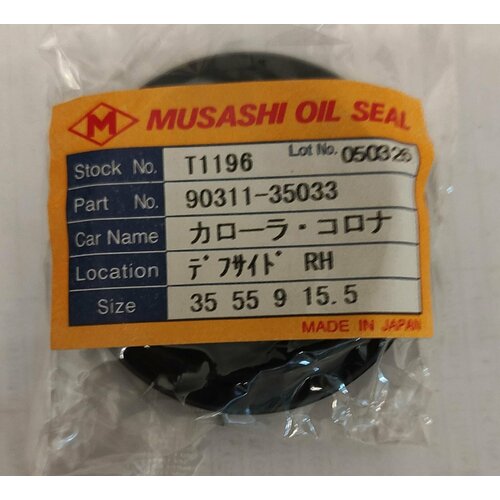 M MUSASHI OIL SEAL
Stock No. T1196 Lot No. 050326
Part No. 90311-35033
Car Name カローラ・コロナ
Location ﾃﾞﾌｻｲﾄﾞ RH
Size 35 55 9 15.5
MADE IN JAPAN